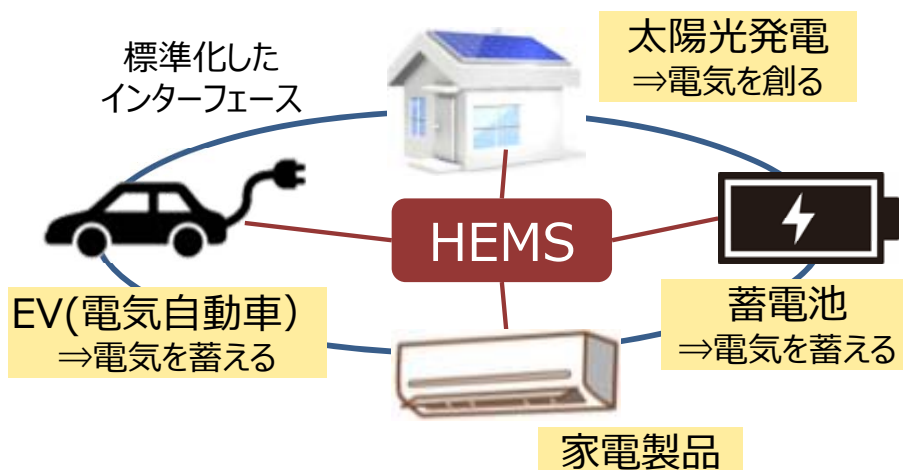 標準化した
インターフェース
太陽光発電
⇒電気を創る
HEMS
EV(電気自動車）
⇒電気を蓄える
蓄電池
⇒電気を蓄える
家電製品